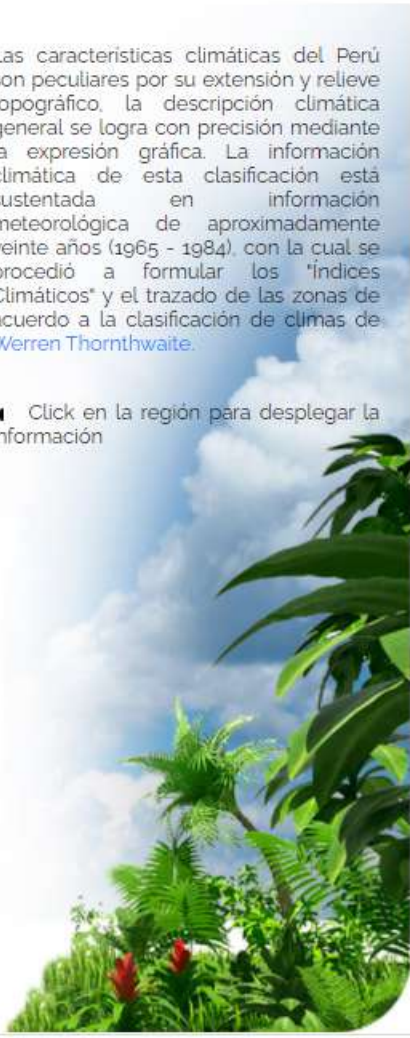 Las características climáticas del Perú
son peculiares por su extensión y relieve
opográfico, la descripción climática
general se logra con precisión mediante
a expresión gráfica. La información
climática de esta clasificación está
sustentada en información
meteorológica de aproximadamente
veinte años (1965 - 1984), con la cual se
procedió a formular los "Índices
Climáticos" y el trazado de las zonas de
acuerdo a la clasificación de climas de
Werren Thornthwaite.
Click en la región para desplegar la
nformación